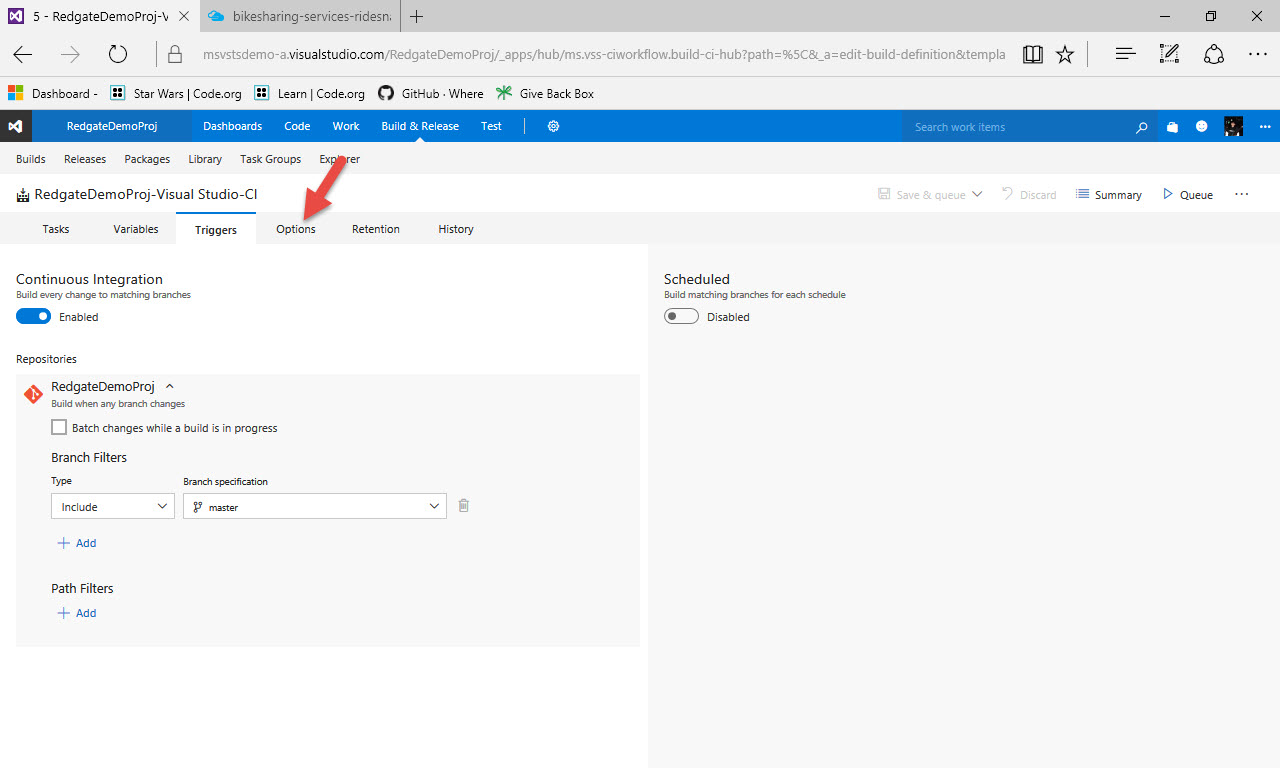 5 - RedgateDemoProj-V
bikesharing-services-ridesn
msvstsdemo-a.visualstudio.com/RedgateDemoProj/_apps/hub/ms.vss-ciworkflow.build-ci-hub?path=%5C&_a=edit-build-definition&templa
Dashboard - Star Wars | Code.org Learn | Code.org GitHub · Where Give Back Box
RedgateDemoProj Dashboards Code Work Build & Release Test Search work items
Builds Releases Packages Library Task Groups Explorer
RedgateDemoProj-Visual Studio-CI Save & queue Discard Summary Queue
Tasks Variables Triggers Options Retention History
Continuous Integration
Build every change to matching branches
Enabled
Scheduled
Build matching branches for each schedule
Disabled
Repositories
RedgateDemoProj
Build when any branch changes
Batch changes while a build is in progress
Branch Filters
Type Branch specification
Include master
Add
Path Filters
Add